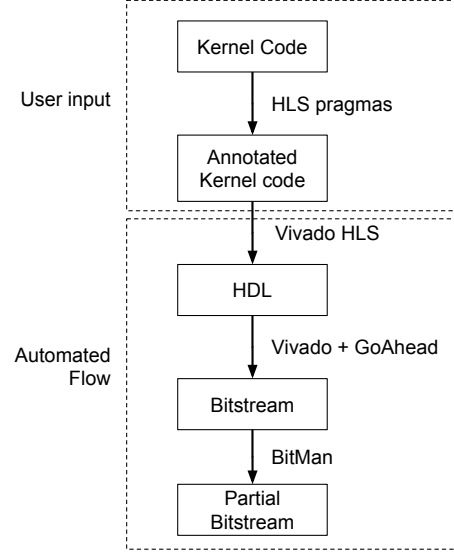 Kernel Code
User input
HLS pragmas
Annotated
Kernel code
Vivado HLS
HDL
Vivado + GoAhead
Automated
Flow
Bitstream
BitMan
Partial
Bitstream